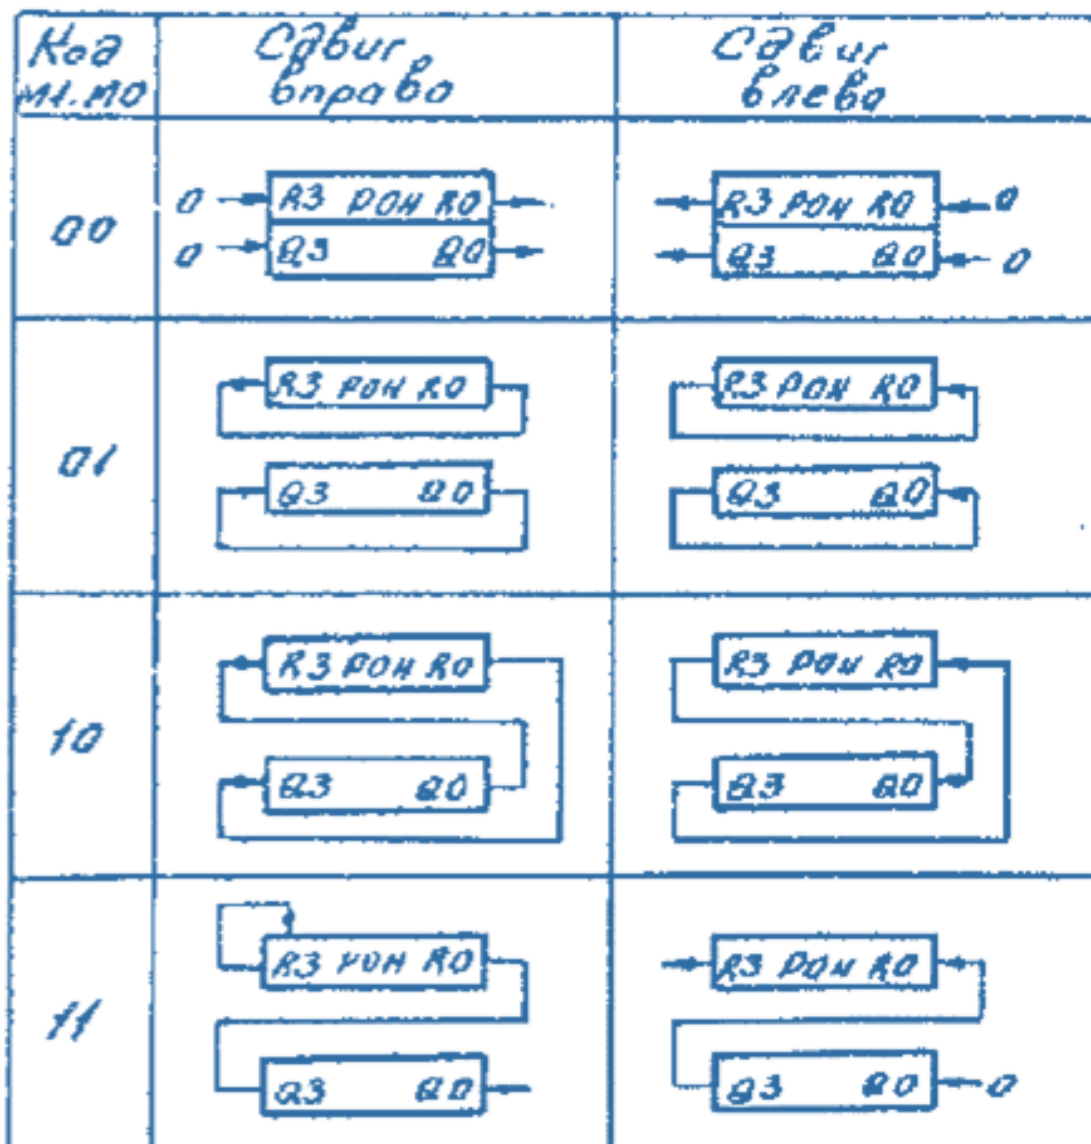 Код М1.М0
Сдвиг вправо
Сдвиг влево
00
0 R3 РОН R0
0 Q3 Q0
R3 РОН R0 0
Q3 Q0 0
01
R3 РОН R0
Q3 Q0
R3 РОН R0
Q3 Q0
10
R3 РОН R0
Q3 Q0
R3 РОН R0
Q3 Q0
11
R3 РОН R0
Q3 Q0
R3 РОН R0
Q3 Q0 0